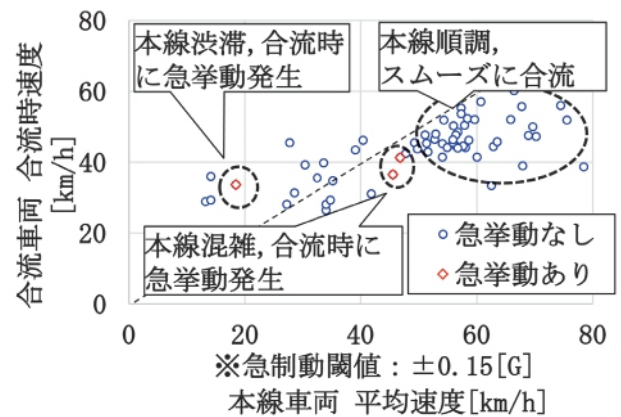 80
60
40
20
0
0
20
40
60
80
合流車両 合流時速度
[km/h]
本線渋滞,合流時
に急挙動発生
本線順調,
スムーズに合流
本線混雑,合流時に
急挙動発生
急挙動なし
急挙動あり
※急制動閾値：±0.15[G]
本線車両 平均速度[km/h]